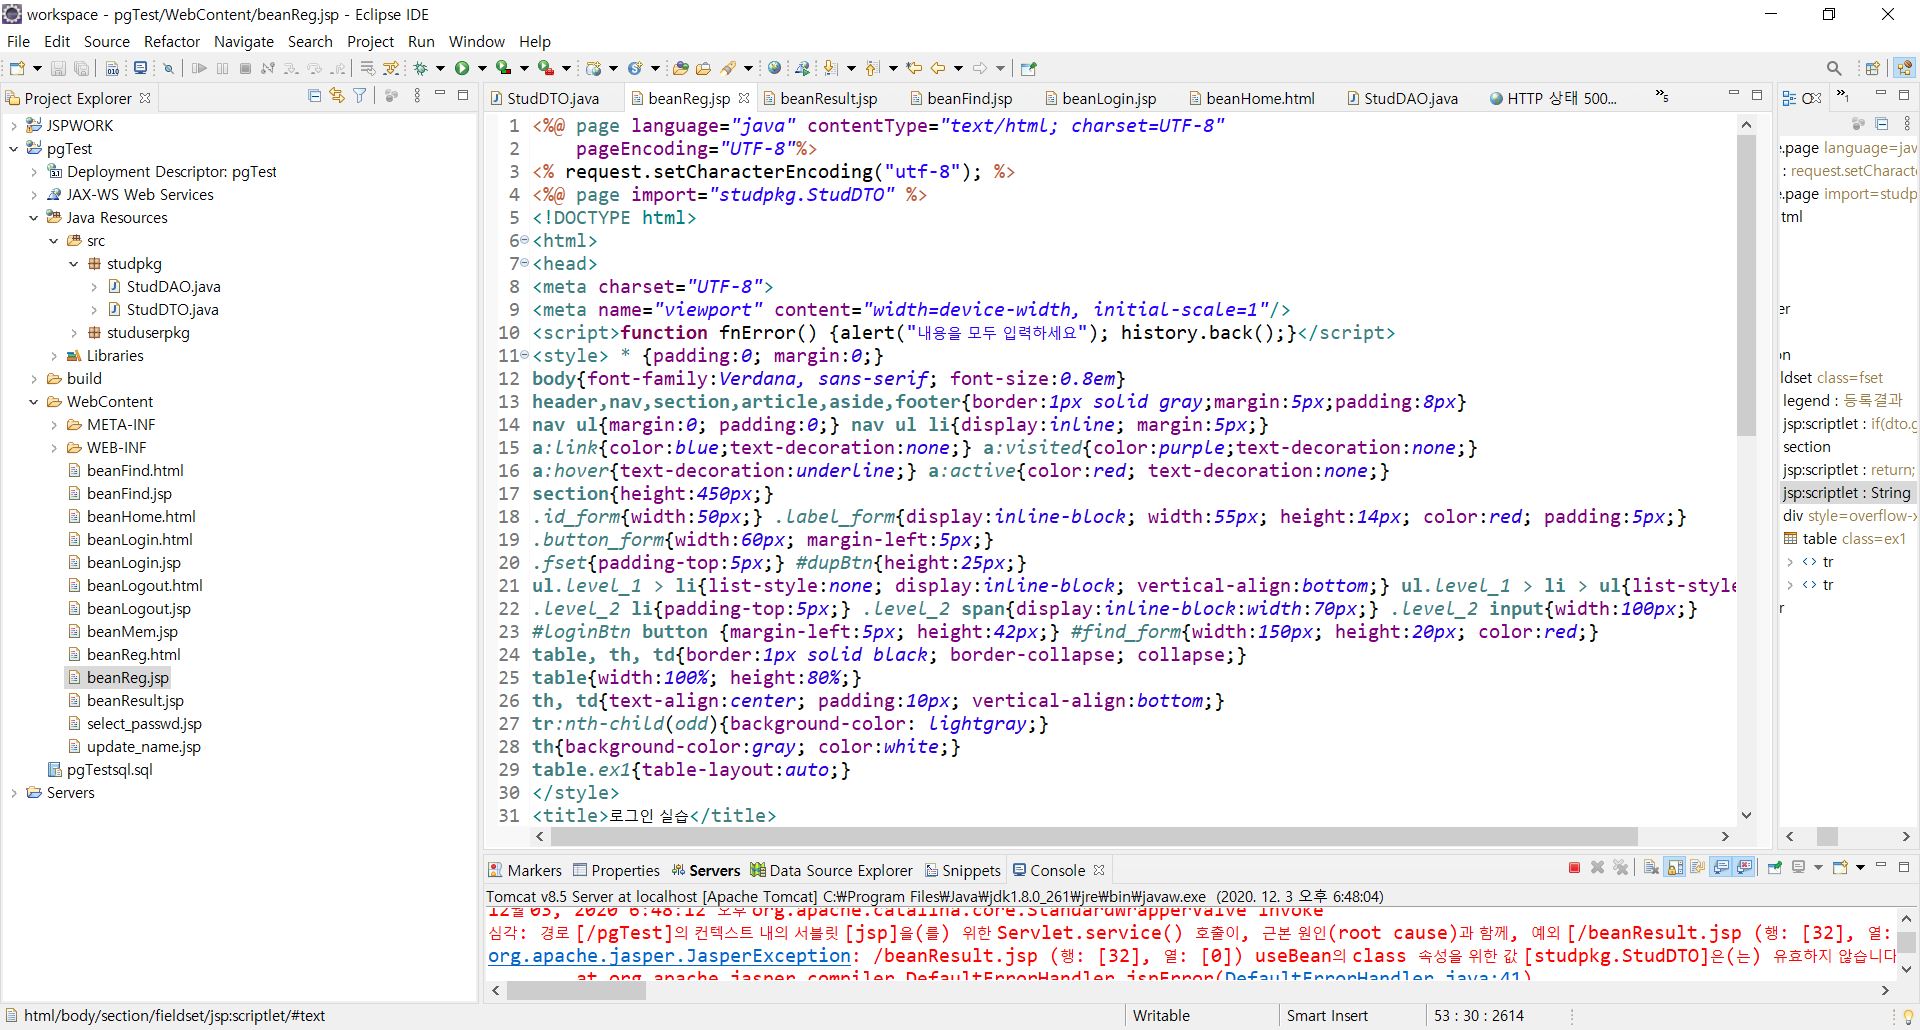 workspace - pgTest/WebContent/beanReg.jsp - Eclipse IDE
File Edit Source Refactor Navigate Search Project Run Window Help
Project Explorer
JSPWORK
pgTest
Deployment Descriptor: pgTest
JAX-WS Web Services
Java Resources
src
studpkg
StudDAO.java
StudDTO.java
studuserpkg
Libraries
build
WebContent
META-INF
WEB-INF
beanFind.html
beanFind.jsp
beanHome.html
beanLogin.html
beanLogin.jsp
beanLogout.html
beanLogout.jsp
beanMem.jsp
beanReg.html
beanReg.jsp
beanResult.jsp
select_passwd.jsp
update_name.jsp
pgTestsql.sql
Servers
StudDTO.java beanReg.jsp beanResult.jsp beanFind.jsp beanLogin.jsp beanHome.html StudDAO.java HTTP 상태 500... »5
1 <%@ page language="java" contentType="text/html; charset=UTF-8"
2     pageEncoding="UTF-8"%>
3 <% request.setCharacterEncoding("utf-8"); %>
4 <%@ page import="studpkg.StudDTO" %>
5 <!DOCTYPE html>
6 <html>
7 <head>
8 <meta charset="UTF-8">
9 <meta name="viewport" content="width=device-width, initial-scale=1"/>
10 <script>function fnError() {alert("내용을 모두 입력하세요"); history.back();}</script>
11 <style> * {padding:0; margin:0;}
12 body{font-family:Verdana, sans-serif; font-size:0.8em}
13 header,nav,section,article,aside,footer{border:1px solid gray;margin:5px;padding:8px}
14 nav ul{margin:0; padding:0;} nav ul li{display:inline; margin:5px;}
15 a:link{color:blue;text-decoration:none;} a:visited{color:purple;text-decoration:none;}
16 a:hover{text-decoration:underline;} a:active{color:red; text-decoration:none;}
17 section{height:450px;}
18 .id_form{width:50px;} .label_form{display:inline-block; width:55px; height:14px; color:red; padding:5px;}
19 .button_form{width:60px; margin-left:5px;}
20 .fset{padding-top:5px;} #dupBtn{height:25px;}
21 ul.level_1 > li{list-style:none; display:inline-block; vertical-align:bottom;} ul.level_1 > li > ul{list-style
22 .level_2 li{padding-top:5px;} .level_2 span{display:inline-block:width:70px;} .level_2 input{width:100px;}
23 #loginBtn button {margin-left:5px; height:42px;} #find_form{width:150px; height:20px; color:red;}
24 table, th, td{border:1px solid black; border-collapse; collapse;}
25 table{width:100%; height:80%;}
26 th, td{text-align:center; padding:10px; vertical-align:bottom;}
27 tr:nth-child(odd){background-color: lightgray;}
28 th{background-color:gray; color:white;}
29 table.ex1{table-layout:auto;}
30 </style>
31 <title>로그인 실습</title>
»1
.page language=jav
: request.setCharacte
.page import=studp
tml
er
on
ldset class=fset
legend : 등록결과
jsp:scriptlet : if(dto.g
section
jsp:scriptlet : return;
jsp:scriptlet : String
div style=overflow-x
table class=ex1
tr
tr
r
Markers Properties Servers Data Source Explorer Snippets Console
Tomcat v8.5 Server at localhost [Apache Tomcat] C:₩Program Files₩Java₩jdk1.8.0_261₩jre₩bin₩javaw.exe (2020. 12. 3 오후 6:48:04)
12월 03, 2020 6:48:12 오후 org.apache.catalina.core.StandardWrapperValve invoke
심각: 경로 [/pgTest]의 컨텍스트 내의 서블릿 [jsp]을(를) 위한 Servlet.service() 호출이, 근본 원인(root cause)과 함께, 예외 [/beanResult.jsp (행: [32], 열:
org.apache.jasper.JasperException: /beanResult.jsp (행: [32], 열: [0]) useBean의 class 속성을 위한 값 [studpkg.StudDTO]은(는) 유효하지 않습니다
at org.apache.jasper.compiler.DefaultErrorHandler.jspError(DefaultErrorHandler.java:41)
html/body/section/fieldset/jsp:scriptlet/#text Writable Smart Insert 53 : 30 : 2614